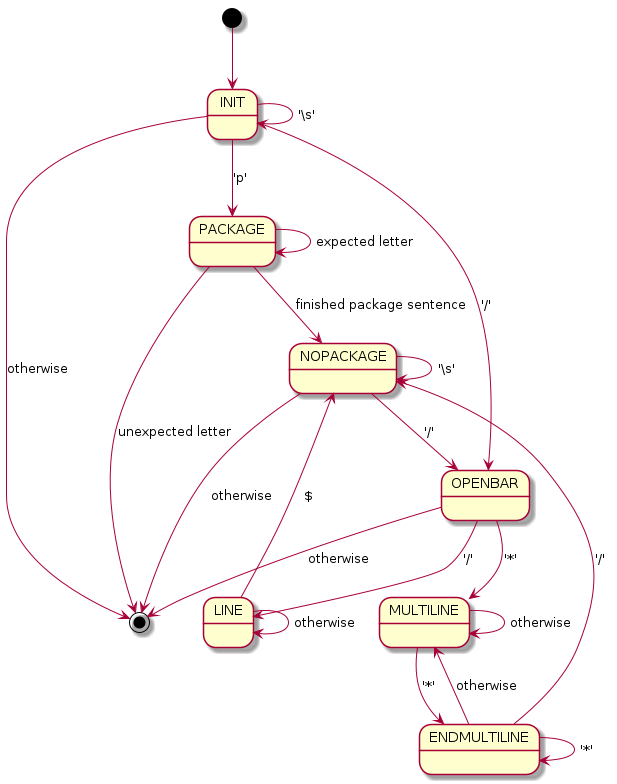 INIT
'\s'
'p'
PACKAGE
expected letter
finished package sentence
'/'
NOPACKAGE
'\s'
otherwise
unexpected letter
'/'
OPENBAR
otherwise
$
otherwise
'/'
'*'
'/'
LINE
otherwise
MULTILINE
otherwise
'*'
otherwise
ENDMULTILINE
'*'